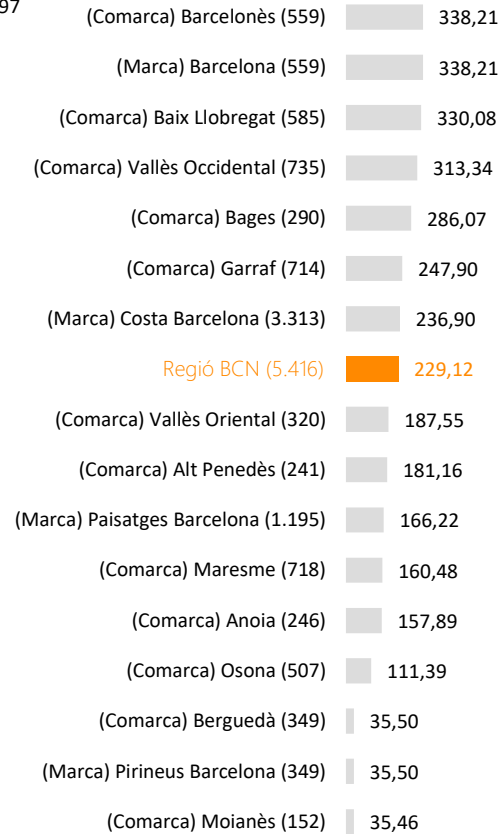 97
(Comarca) Barcelonès (559) 338,21
(Marca) Barcelona (559) 338,21
(Comarca) Baix Llobregat (585) 330,08
(Comarca) Vallès Occidental (735) 313,34
(Comarca) Bages (290) 286,07
(Comarca) Garraf (714) 247,90
(Marca) Costa Barcelona (3.313) 236,90
Regió BCN (5.416) 229,12
(Comarca) Vallès Oriental (320) 187,55
(Comarca) Alt Penedès (241) 181,16
(Marca) Paisatges Barcelona (1.195) 166,22
(Comarca) Maresme (718) 160,48
(Comarca) Anoia (246) 157,89
(Comarca) Osona (507) 111,39
(Comarca) Berguedà (349) 35,50
(Marca) Pirineus Barcelona (349) 35,50
(Comarca) Moianès (152) 35,46